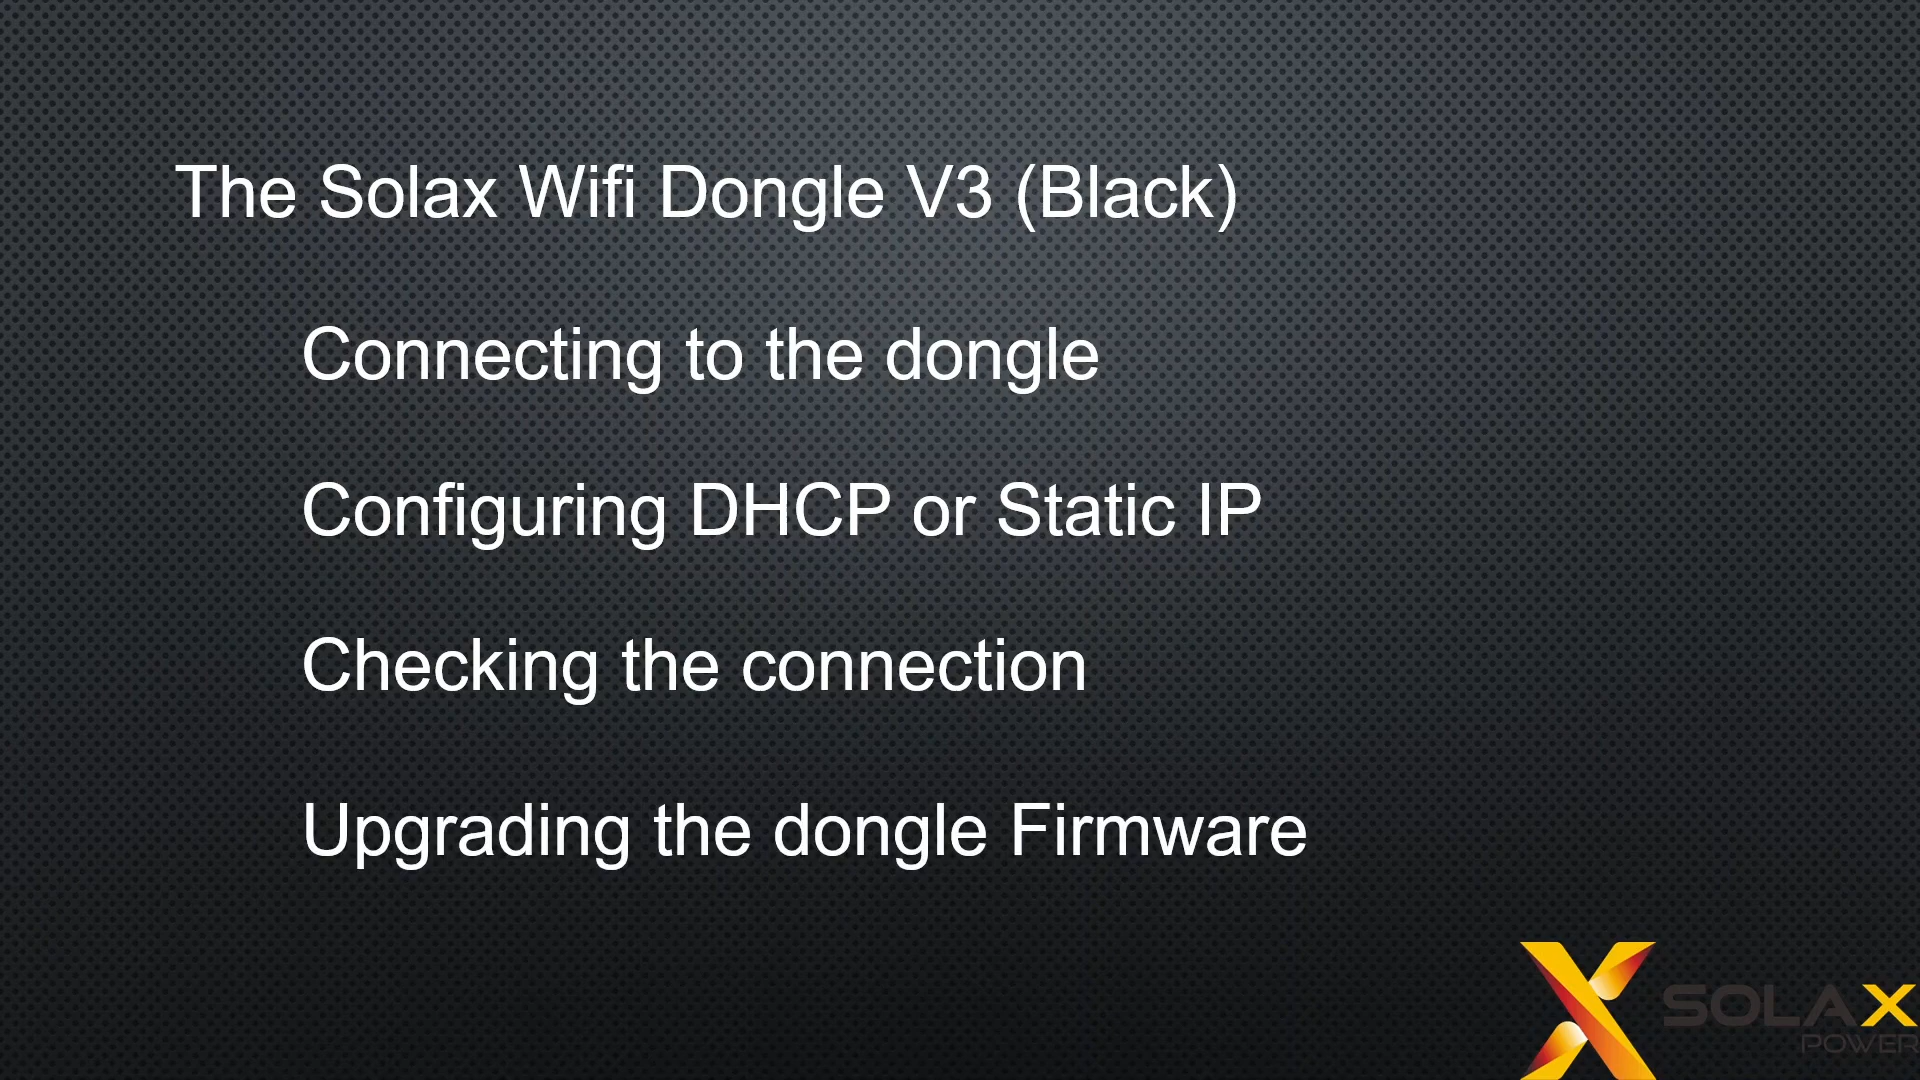 The Solax Wifi Dongle V3 (Black)
Connecting to the dongle
Configuring DHCP or Static IP
Checking the connection
Upgrading the dongle Firmware
SOLAX
POWER